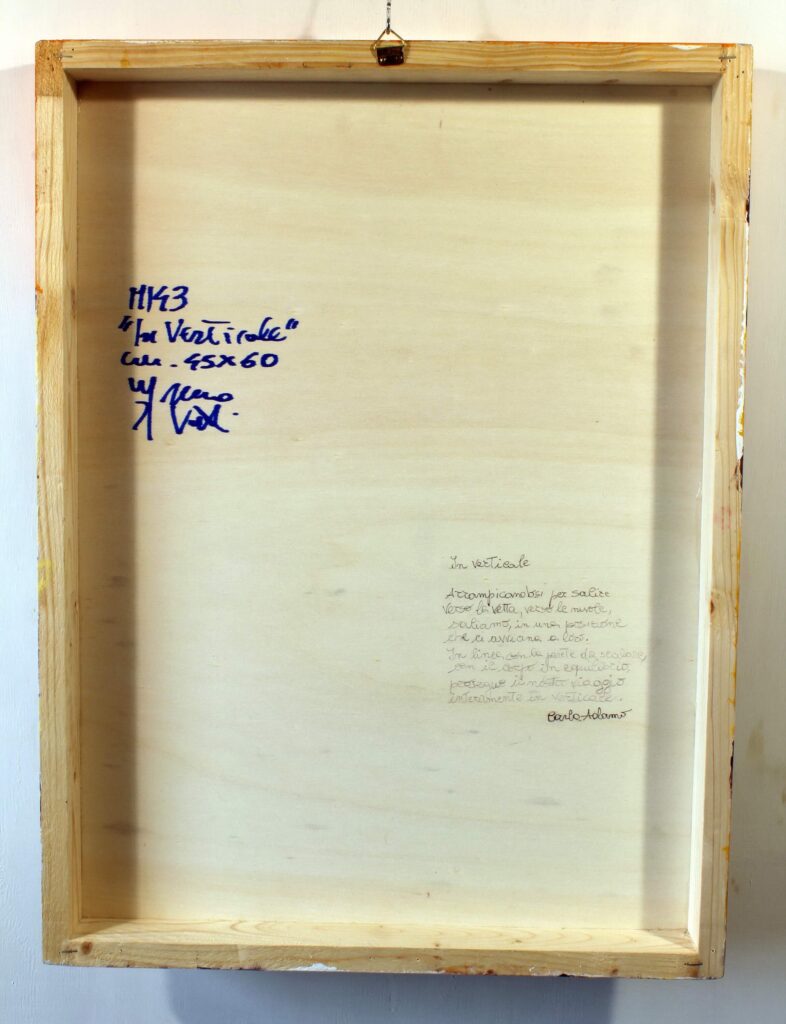 "In Verticale"
cm. 45x60
In verticale
Arrampicandosi per salire
verso la vetta, verso le nuvole,
saliamo, in una posizione
che ci avvicina a loro.
In linea con la parete da scalare,
con il corpo in equilibrio,
prosegue il nostro viaggio
interamente in verticale.
Carlo Adamo